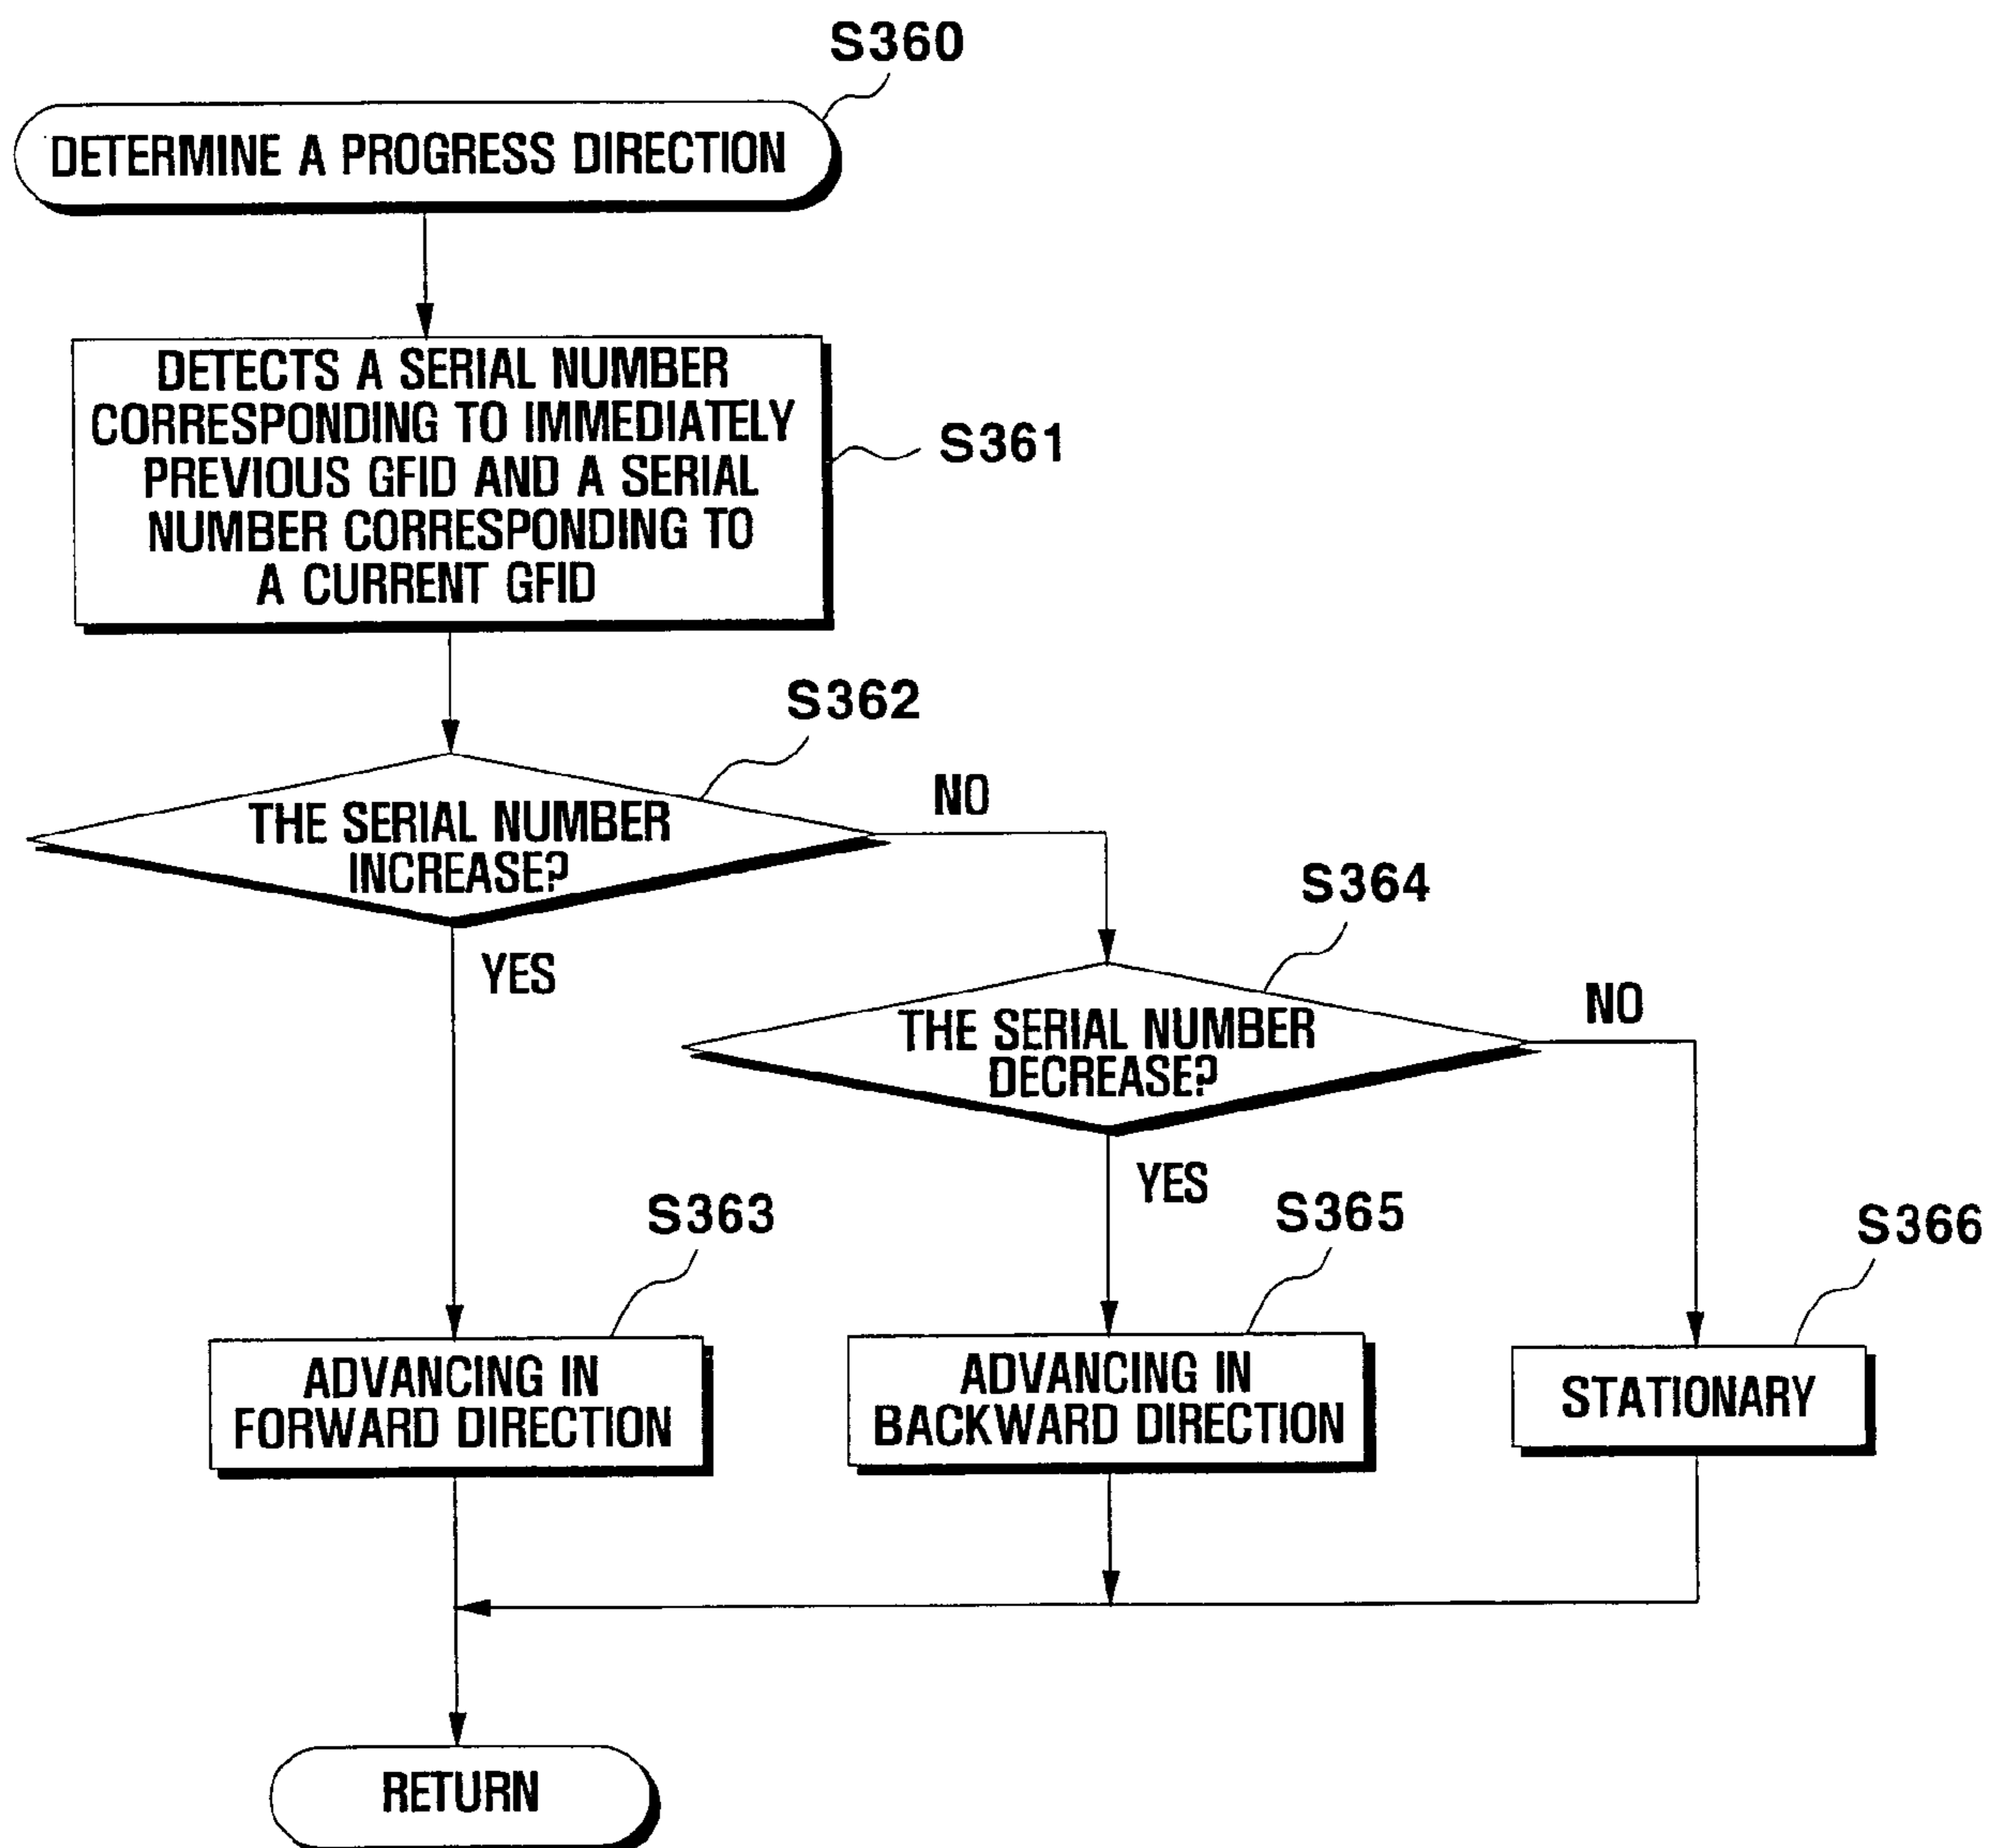 S360
DETERMINE A PROGRESS DIRECTION
DETECTS A SERIAL NUMBER
CORRESPONDING TO IMMEDIATELY
PREVIOUS GFID AND A SERIAL
NUMBER CORRESPONDING TO
A CURRENT GFID
S361
S362
THE SERIAL NUMBER
INCREASE?
NO
YES
S364
THE SERIAL NUMBER
DECREASE?
NO
YES
S363
ADVANCING IN
FORWARD DIRECTION
S365
ADVANCING IN
BACKWARD DIRECTION
S366
STATIONARY
RETURN